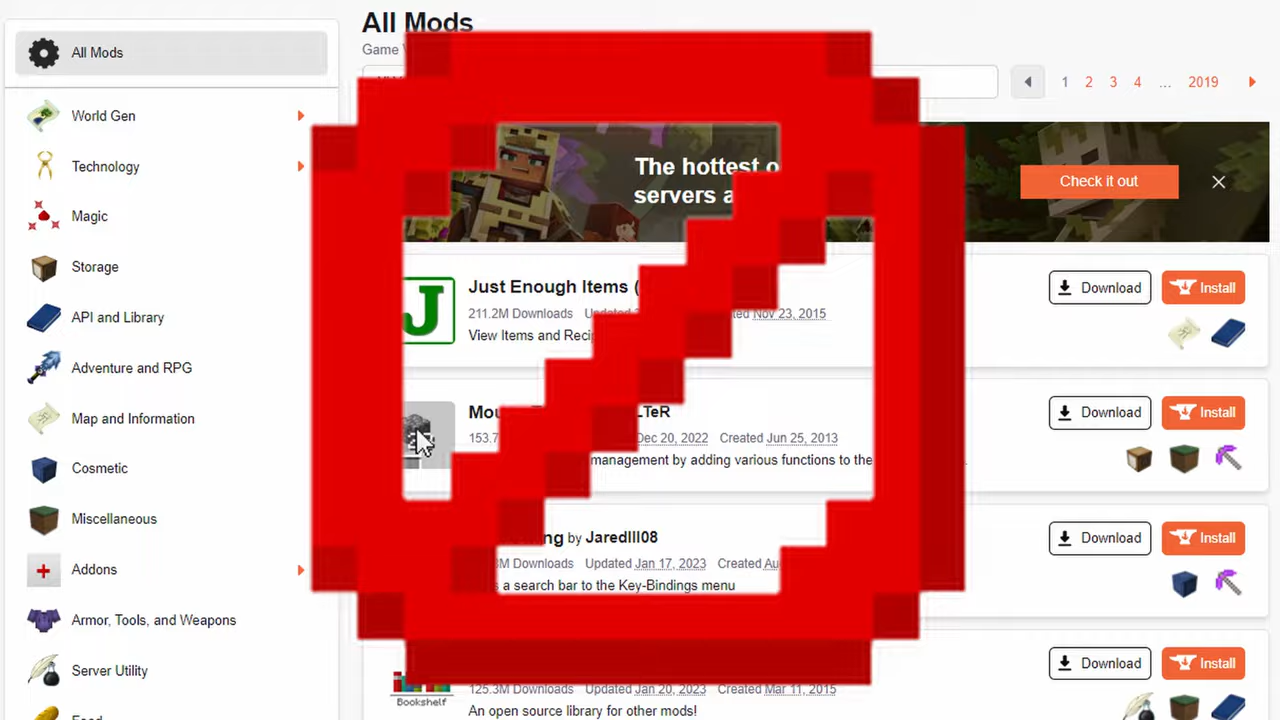 All Mods
World Gen
Technology
Magic
Storage
API and Library
Adventure and RPG
Map and Information
Cosmetic
Miscellaneous
Addons
Armor, Tools, and Weapons
Server Utility
All Mods
Game
1 2 3 4 ... 2019
The hottest
servers
Check it out
J
Just Enough Items (
211.2M Downloads Nov 23, 2015
View Items and
Download Install
LTeR
Dec 20, 2022 Created Jun 25, 2013
management by adding various functions to the
Download Install
by Jaredlll08
Downloads Updated Jan 17, 2023 Created
a search bar to the Key-Bindings menu
Download Install
Bookshelf
125.3M Downloads Updated Jan 20, 2023 Created Mar 11, 2015
An open source library for other mods!
Download Install